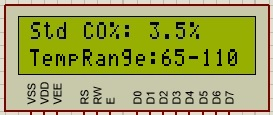 Std CO%: 3.5%
TempRange:65-110
VSS VDD VEE RS RW E D0 D1 D2 D3 D4 D5 D6 D7